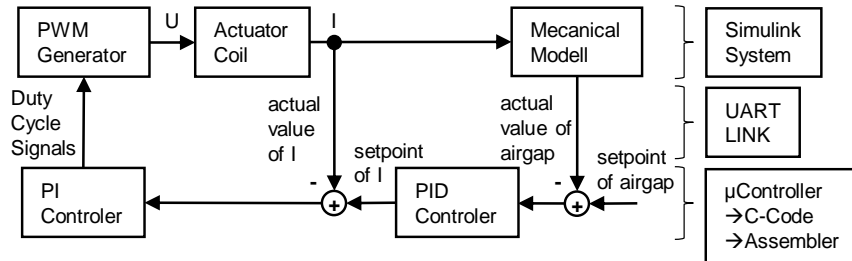 PWM
Generator
U
Actuator
Coil
I
Mecanical
Modell
Simulink
System
Duty
Cycle
Signals
actual
value
of I
actual
value of
airgap
UART
LINK
setpoint
of I
setpoint
of airgap
-
-
PI
Controler
+
PID
Controler
+
µController
→C-Code
→Assembler